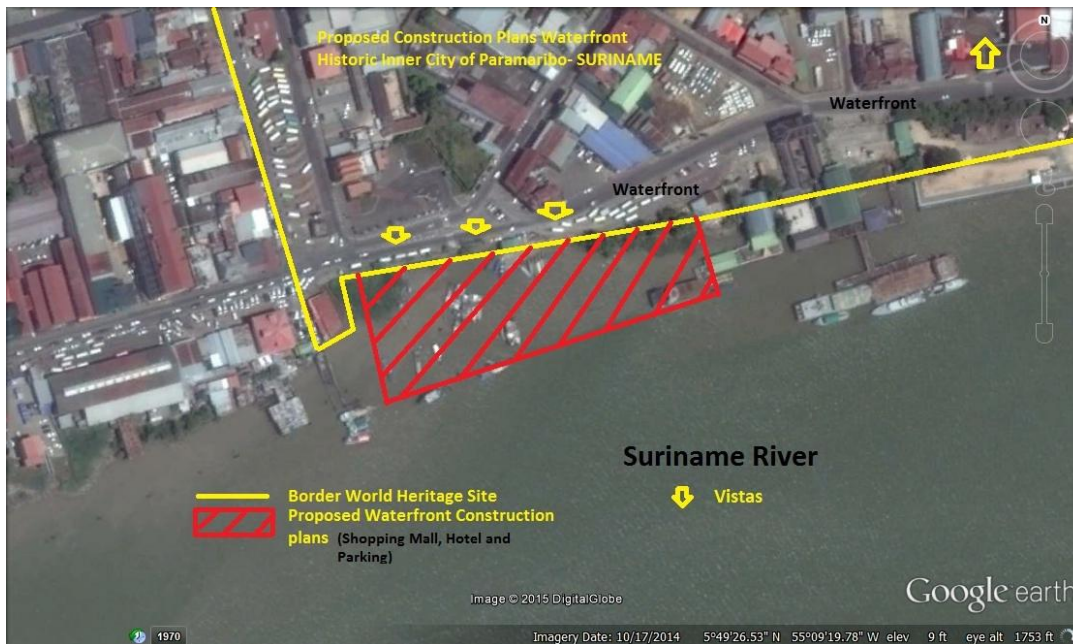 Proposed Construction Plans Waterfront
Historic Inner City of Paramaribo- SURINAME
N
Waterfront
Waterfront
Suriname River
Border World Heritage Site
Vistas
Proposed Waterfront Construction
plans (Shopping Mall, Hotel and
Parking)
Google earth
Image © 2015 DigitalGlobe
1970
Imagery Date: 10/17/2014 5°49'26.53" N 55°09'19.78" W elev 9 ft eye alt 1753 ft